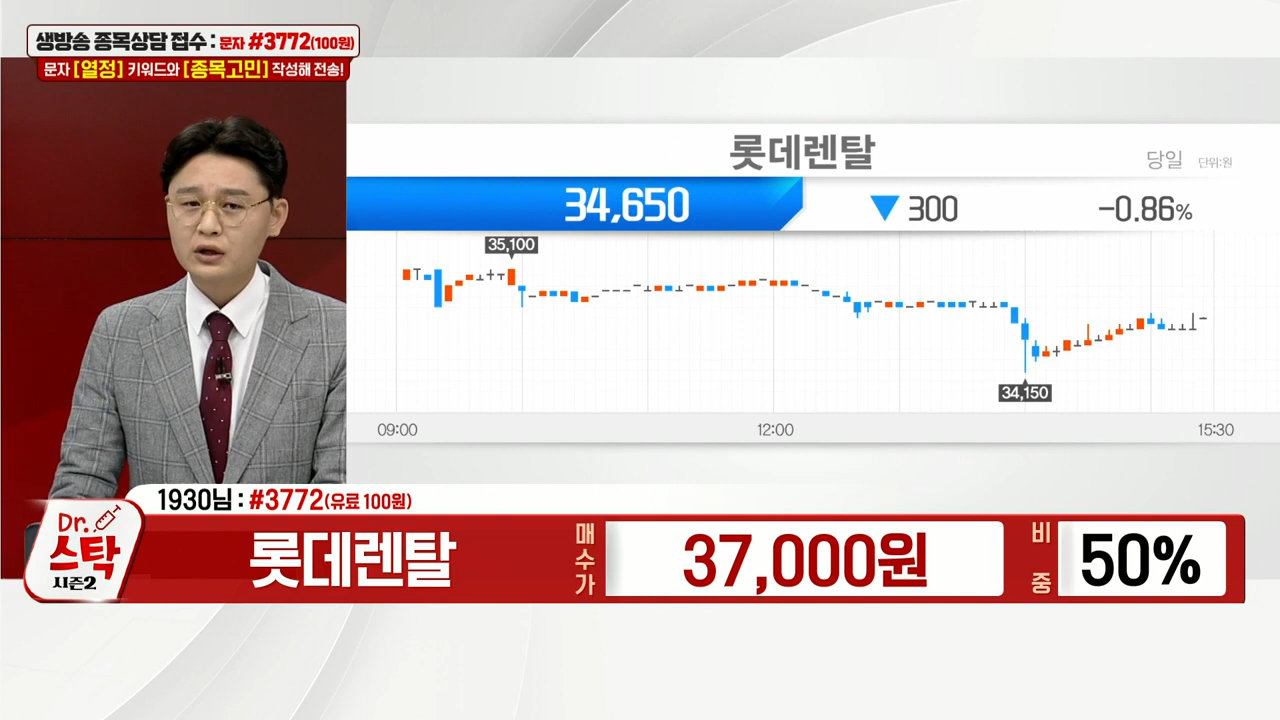 생방송 종목상담 접수 : 문자 #3772(100원)
문자 [열정] 키워드와 [종목고민] 작성해 전송!
롯데렌탈
당일 단위:원
34,650 ▼ 300 -0.86%
35,100
34,150
09:00 12:00 15:30
1930님 : #3772(유료 100원)
Dr.
스탁
시즌2
롯데렌탈 매수가 37,000원 비중 50%